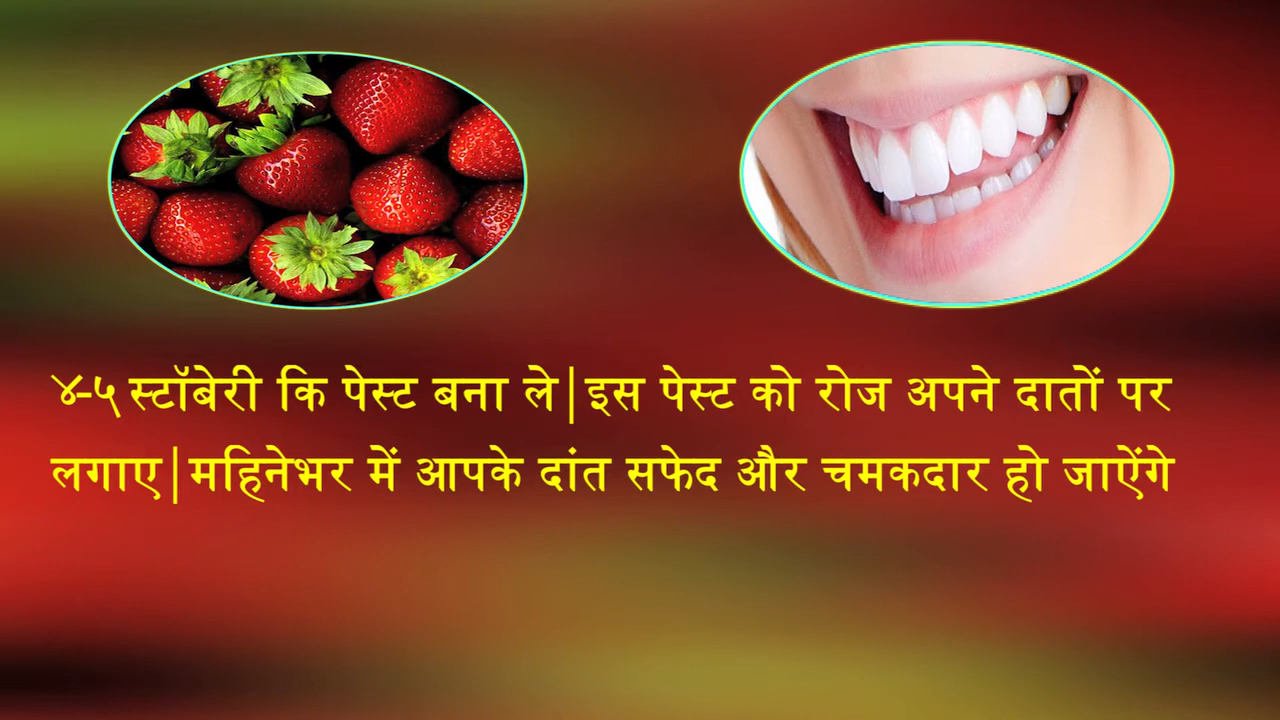 ४-५ स्टॉबेरी कि पेस्ट बना ले|इस पेस्ट को रोज अपने दातों पर
लगाए|महिनेभर में आपके दांत सफेद और चमकदार हो जाऐंगे